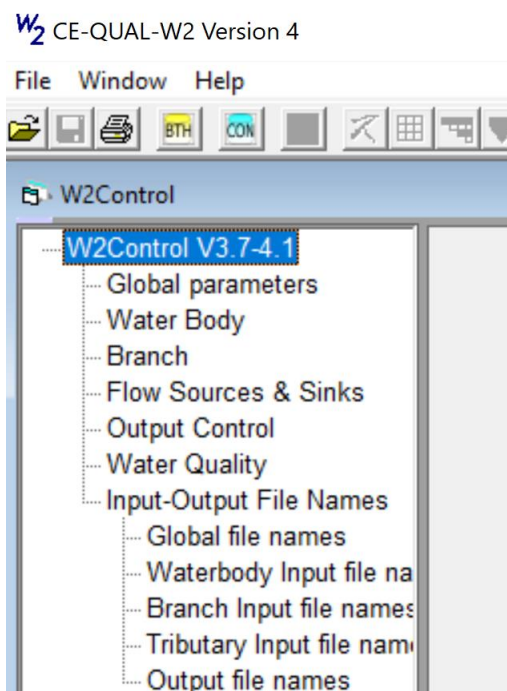 W2 CE-QUAL-W2 Version 4
File Window Help
BTH CON
W2Control
W2Control V3.7-4.1
Global parameters
Water Body
Branch
Flow Sources & Sinks
Output Control
Water Quality
Input-Output File Names
Global file names
Waterbody Input file na
Branch Input file names
Tributary Input file nam
Output file names